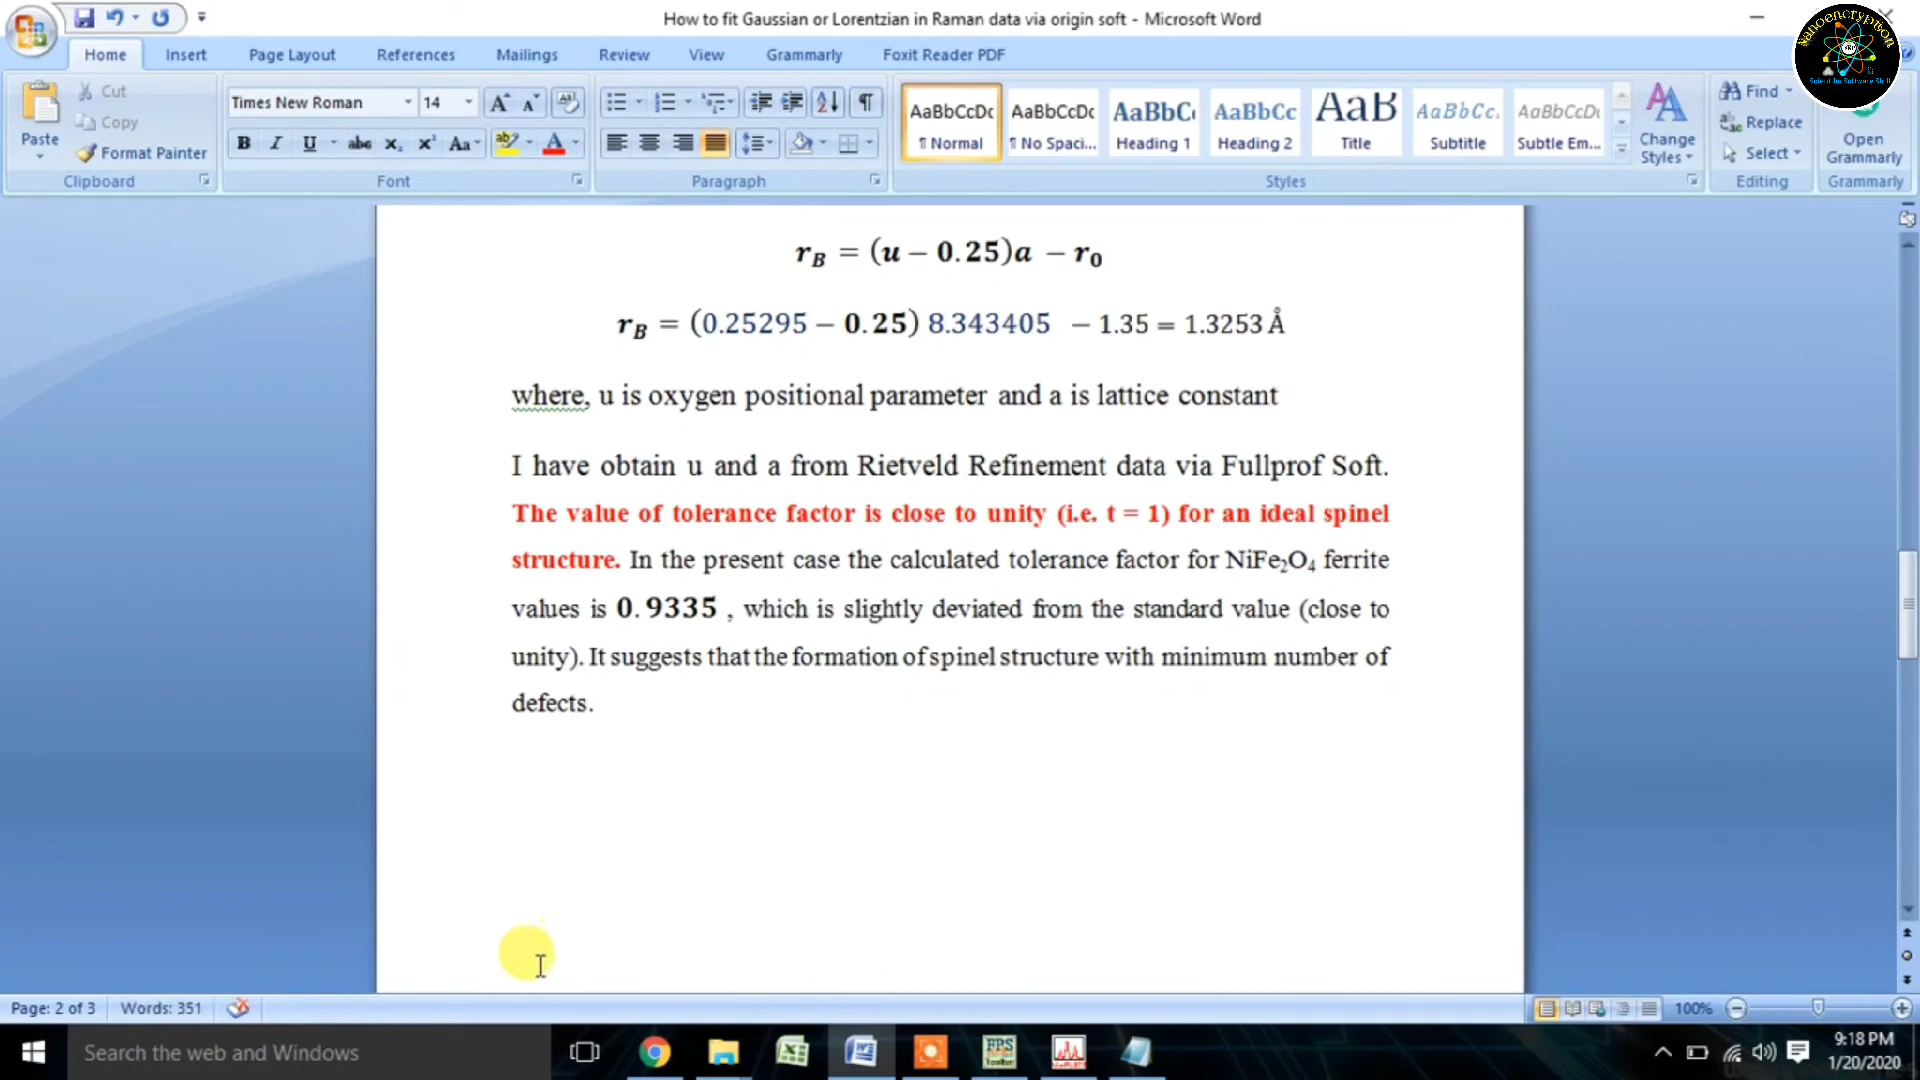 How to fit Gaussian or Lorentzian in Raman data via origin soft - Microsoft Word
Nanoencryption
Home Insert Page Layout References Mailings Review View Grammarly Foxit Reader PDF
Paste
Cut
Copy
Format Painter
Clipboard
Times New Roman 14
Font
Paragraph
AaBbCcDc AaBbCcDc AaBbCc AaBbCc AaB AaBbCc. AaBbCcDc
¶ Normal ¶ No Spaci... Heading 1 Heading 2 Title Subtitle Subtle Em...
Change
Styles
Styles
Find
Replace
Select
Editing
Open
Grammarly
Grammarly
r_B = (u − 0.25)a − r_0
r_B = (0.25295 − 0.25) 8.343405 − 1.35 = 1.3253 Å
where, u is oxygen positional parameter and a is lattice constant
I have obtain u and a from Rietveld Refinement data via Fullprof Soft.
The value of tolerance factor is close to unity (i.e. t = 1) for an ideal spinel
structure. In the present case the calculated tolerance factor for NiFe₂O₄ ferrite
values is 0.9335 , which is slightly deviated from the standard value (close to
unity). It suggests that the formation of spinel structure with minimum number of
defects.
Page: 2 of 3 Words: 351 100%
Search the web and Windows
9:18 PM
1/20/2020